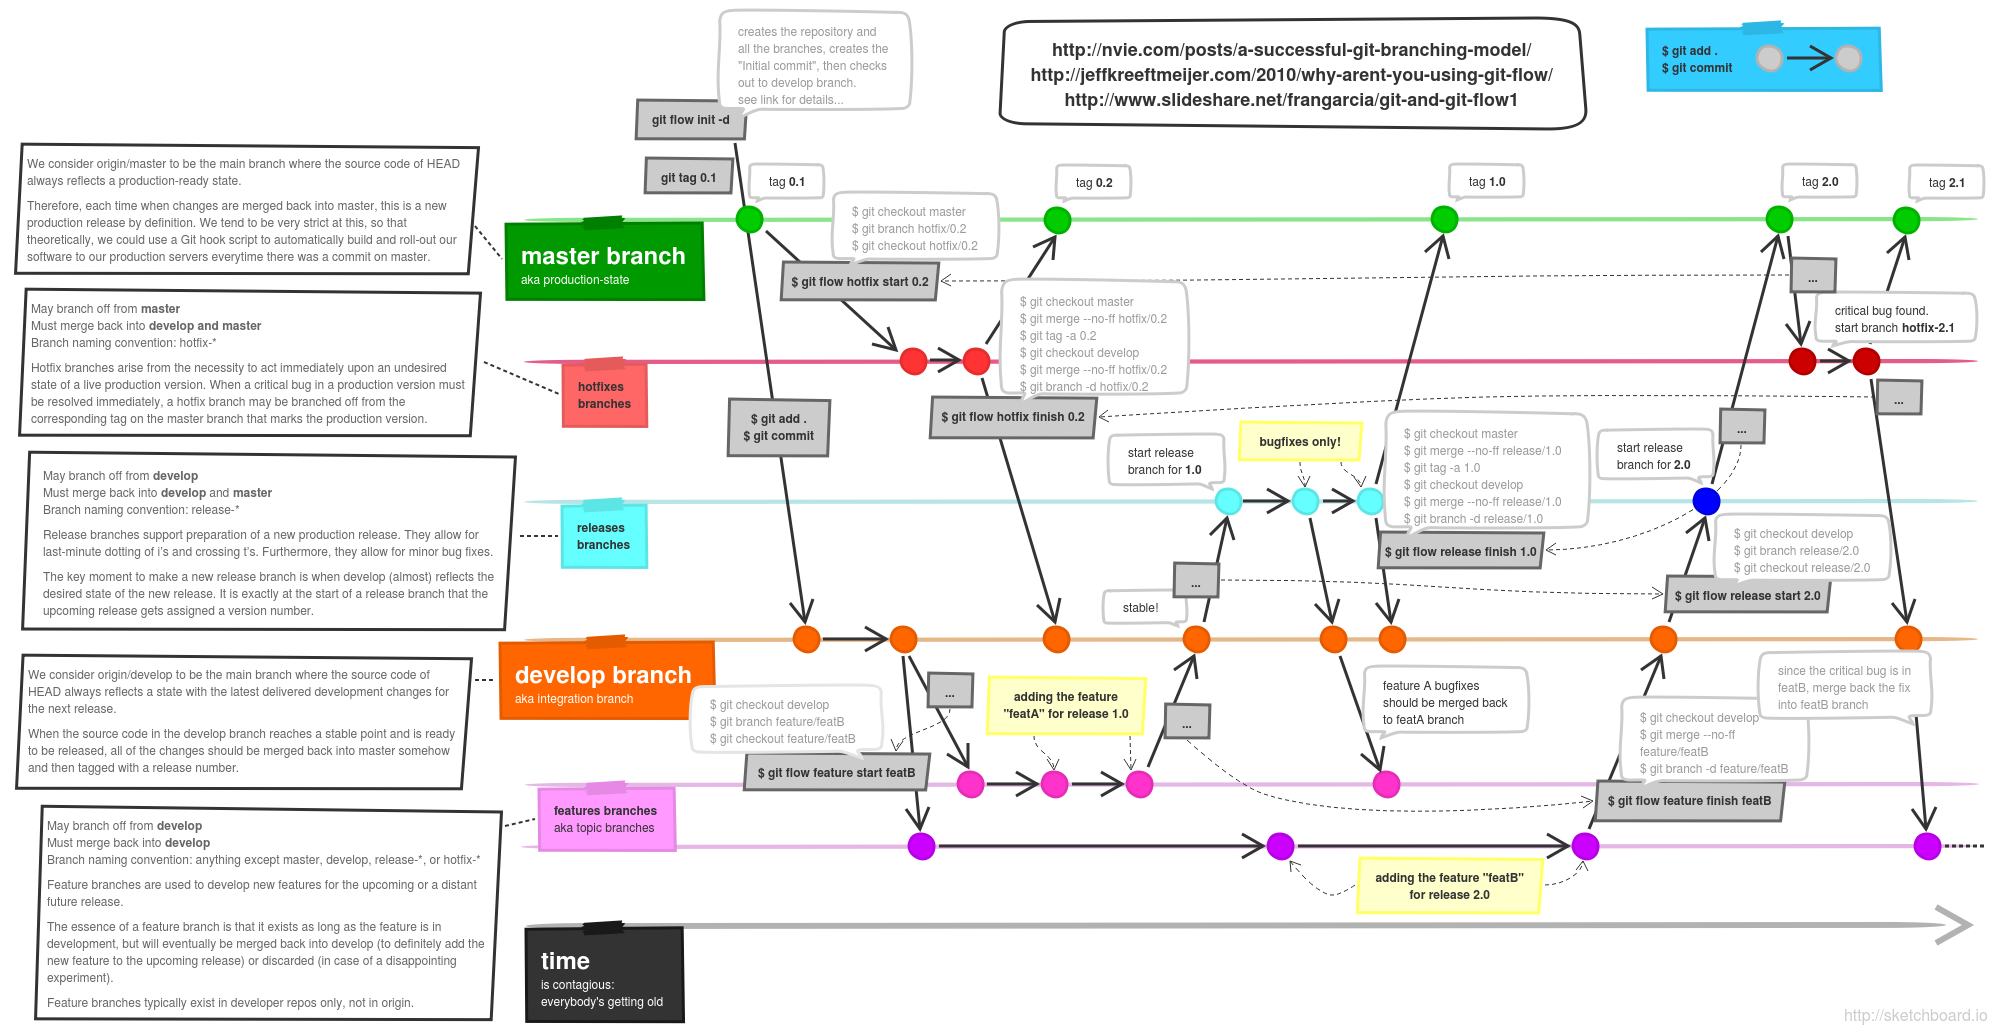 creates the repository and
all the branches, creates the
"Initial commit", then checks
out to develop branch.
see link for details...
http://nvie.com/posts/a-successful-git-branching-model/
http://jeffkreeftmeijer.com/2010/why-arent-you-using-git-flow/
http://www.slideshare.net/frangarcia/git-and-git-flow1
$ git add .
$ git commit
git flow init -d
git tag 0.1
tag 0.1
tag 0.2
tag 1.0
tag 2.0
tag 2.1
We consider origin/master to be the main branch where the source code of HEAD
always reflects a production-ready state.
Therefore, each time when changes are merged back into master, this is a new
production release by definition. We tend to be very strict at this, so that
theoretically, we could use a Git hook script to automatically build and roll-out our
software to our production servers everytime there was a commit on master.
master branch
aka production-state
$ git checkout master
$ git branch hotfix/0.2
$ git checkout hotfix/0.2
$ git flow hotfix start 0.2
...
May branch off from master
Must merge back into develop and master
Branch naming convention: hotfix-*
Hotfix branches arise from the necessity to act immediately upon an undesired
state of a live production version. When a critical bug in a production version must
be resolved immediately, a hotfix branch may be branched off from the
corresponding tag on the master branch that marks the production version.
hotfixes
branches
$ git checkout master
$ git merge --no-ff hotfix/0.2
$ git tag -a 0.2
$ git checkout develop
$ git merge --no-ff hotfix/0.2
$ git branch -d hotfix/0.2
$ git flow hotfix finish 0.2
critical bug found.
start branch hotfix-2.1
...
$ git add .
$ git commit
start release
branch for 1.0
bugfixes only!
$ git checkout master
$ git merge --no-ff release/1.0
$ git tag -a 1.0
$ git checkout develop
$ git merge --no-ff release/1.0
$ git branch -d release/1.0
$ git flow release finish 1.0
start release
branch for 2.0
...
May branch off from develop
Must merge back into develop and master
Branch naming convention: release-*
Release branches support preparation of a new production release. They allow for
last-minute dotting of i's and crossing t's. Furthermore, they allow for minor bug fixes.
The key moment to make a new release branch is when develop (almost) reflects the
desired state of the new release. It is exactly at the start of a release branch that the
upcoming release gets assigned a version number.
releases
branches
...
stable!
$ git checkout develop
$ git branch release/2.0
$ git checkout release/2.0
$ git flow release start 2.0
We consider origin/develop to be the main branch where the source code of
HEAD always reflects a state with the latest delivered development changes for
the next release.
When the source code in the develop branch reaches a stable point and is ready
to be released, all of the changes should be merged back into master somehow
and then tagged with a release number.
develop branch
aka integration branch
$ git checkout develop
$ git branch feature/featB
$ git checkout feature/featB
$ git flow feature start featB
...
adding the feature
"featA" for release 1.0
...
feature A bugfixes
should be merged back
to featA branch
since the critical bug is in
featB, merge back the fix
into featB branch
$ git checkout develop
$ git merge --no-ff
feature/featB
$ git branch -d feature/featB
$ git flow feature finish featB
May branch off from develop
Must merge back into develop
Branch naming convention: anything except master, develop, release-*, or hotfix-*
Feature branches are used to develop new features for the upcoming or a distant
future release.
The essence of a feature branch is that it exists as long as the feature is in
development, but will eventually be merged back into develop (to definitely add the
new feature to the upcoming release) or discarded (in case of a disappointing
experiment).
Feature branches typically exist in developer repos only, not in origin.
features branches
aka topic branches
adding the feature "featB"
for release 2.0
time
is contagious:
everybody's getting old
http://sketchboard.io